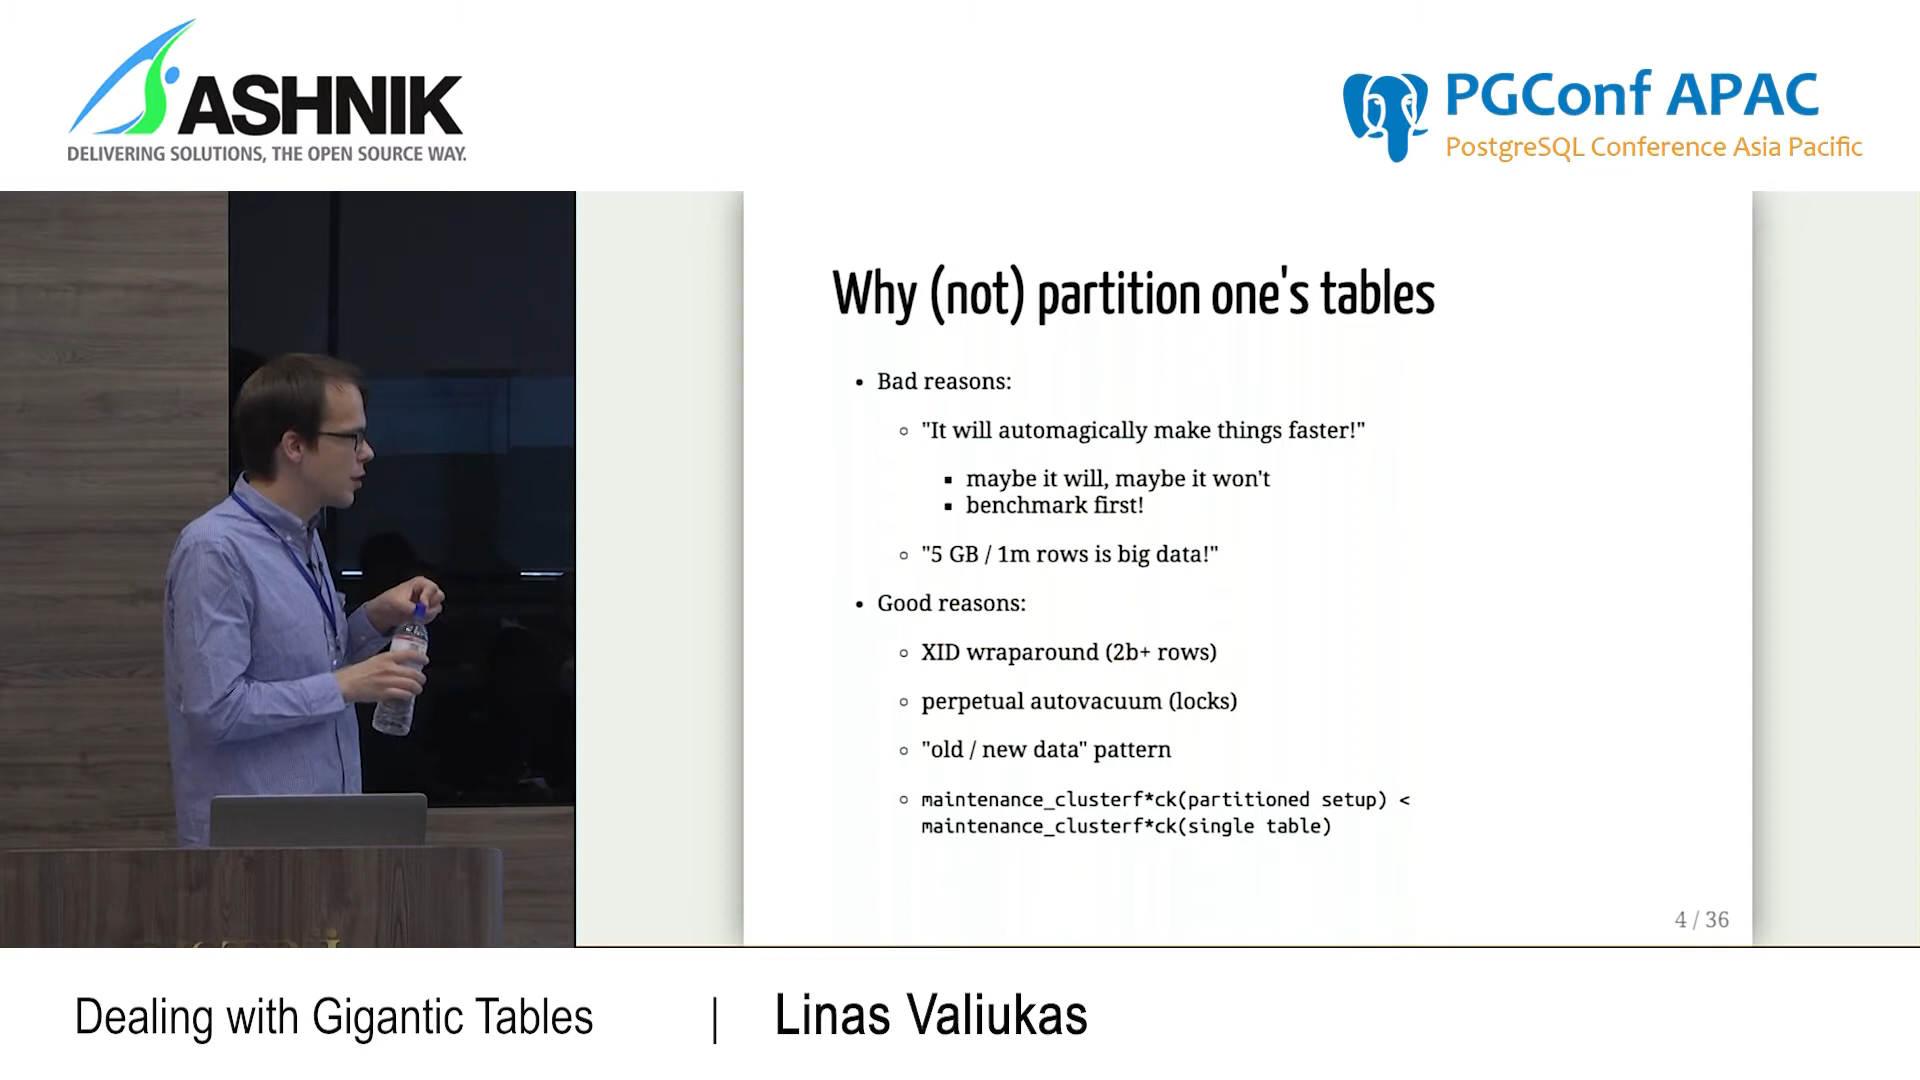 ASHNIK
DELIVERING SOLUTIONS, THE OPEN SOURCE WAY.
PGConf APAC
PostgreSQL Conference Asia Pacific
Why (not) partition one's tables
• Bad reasons:
○ "It will automagically make things faster!"
▪ maybe it will, maybe it won't
▪ benchmark first!
○ "5 GB / 1m rows is big data!"
• Good reasons:
○ XID wraparound (2b+ rows)
○ perpetual autovacuum (locks)
○ "old / new data" pattern
○ maintenance_clusterf*ck(partitioned setup) <
maintenance_clusterf*ck(single table)
4 / 36
Dealing with Gigantic Tables | Linas Valiukas